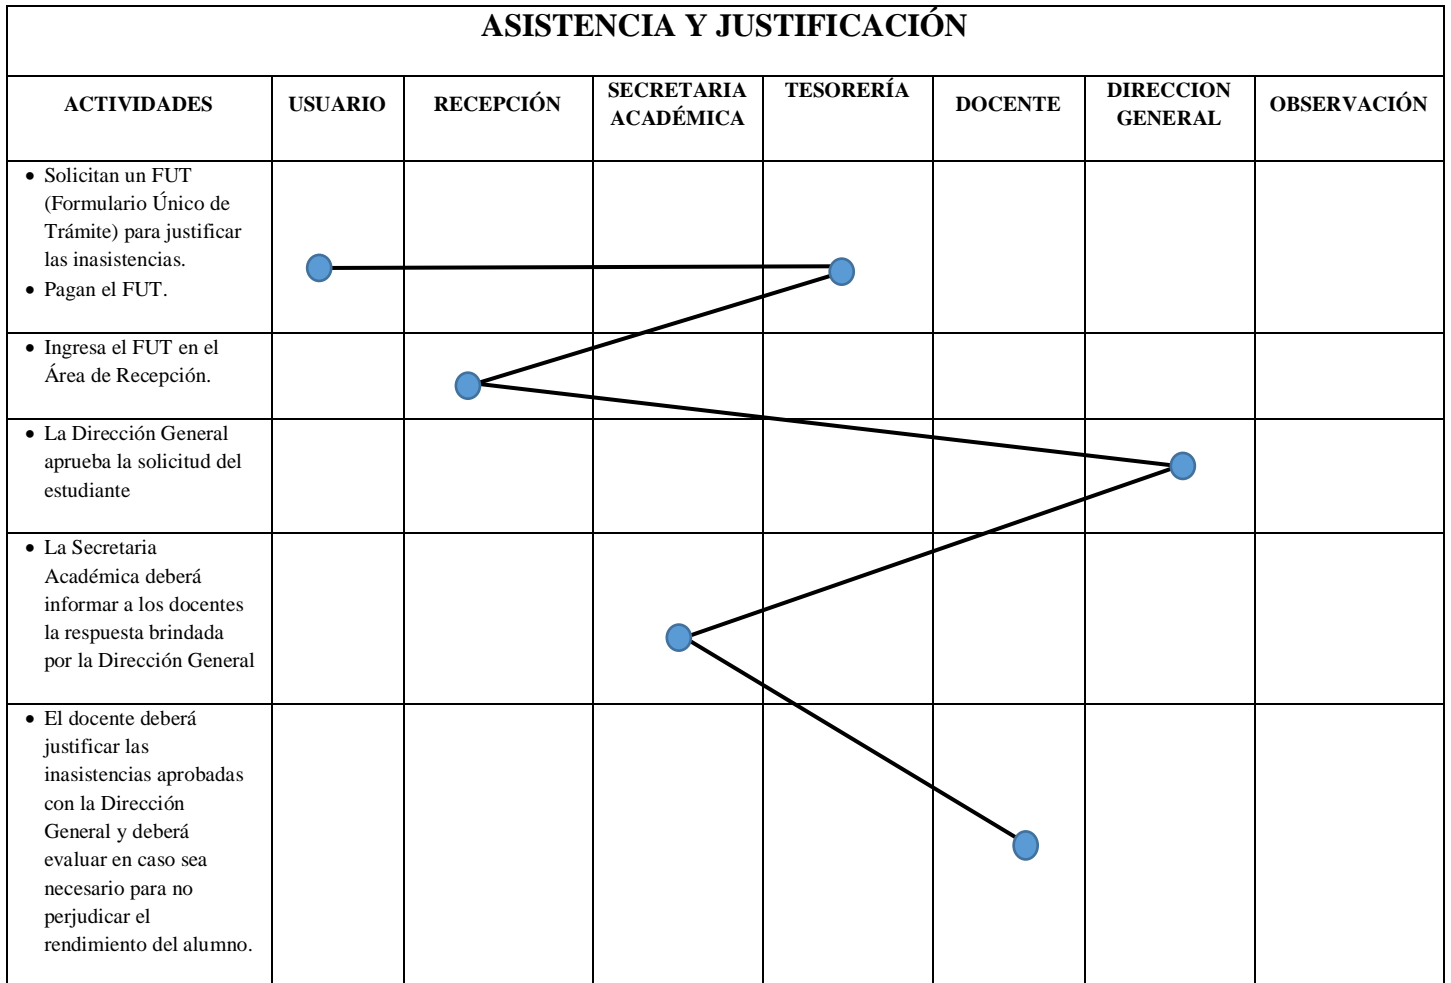 ASISTENCIA Y JUSTIFICACIÓN
ACTIVIDADES
USUARIO
RECEPCIÓN
SECRETARIA
ACADÉMICA
TESORERÍA
DOCENTE
DIRECCION
GENERAL
OBSERVACIÓN
• Solicitan un FUT
(Formulario Único de
Trámite) para justificar
las inasistencias.
• Pagan el FUT.
• Ingresa el FUT en el
Área de Recepción.
• La Dirección General
aprueba la solicitud del
estudiante
• La Secretaria
Académica deberá
informar a los docentes
la respuesta brindada
por la Dirección General
• El docente deberá
justificar las
inasistencias aprobadas
con la Dirección
General y deberá
evaluar en caso sea
necesario para no
perjudicar el
rendimiento del alumno.